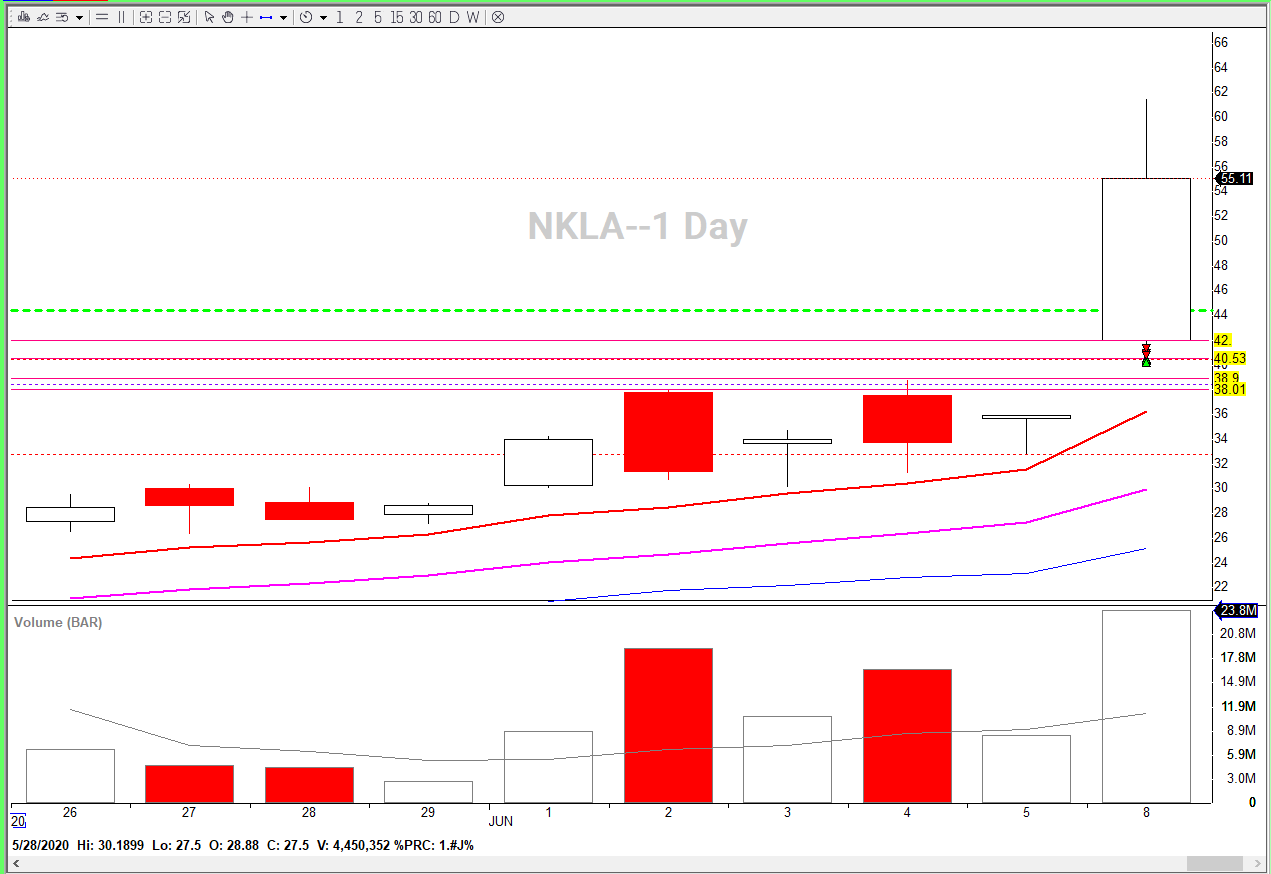 1 2 5 15 30 60 D W
NKLA--1 Day
66
64
62
60
58
56
55.11
54
52
50
48
46
44
42.
40.53
40
38.9
38.01
36
34
32
30
28
26
24
22
Volume (BAR)
23.8M
20.8M
17.8M
14.9M
11.9M
8.9M
5.9M
3.0M
0
26 27 28 29 1 2 3 4 5 8
20 JUN
5/28/2020 Hi: 30.1899 Lo: 27.5 O: 28.88 C: 27.5 V: 4,450,352 %PRC: 1.#J%